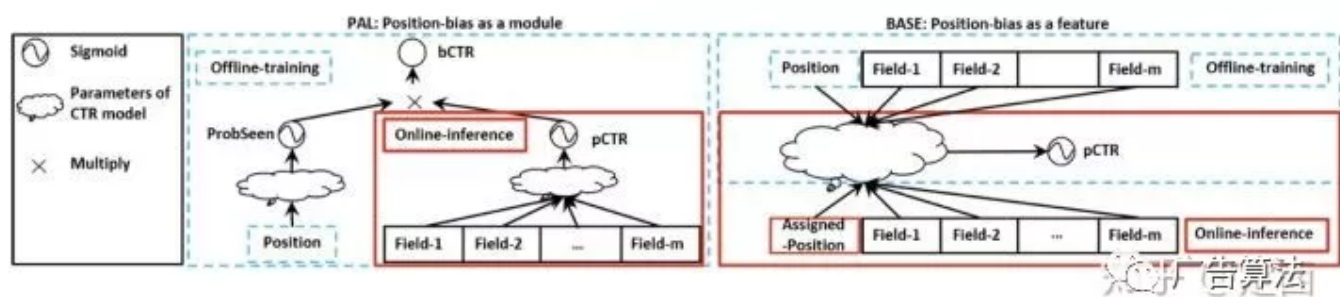 PAL: Position-bias as a module
BASE: Position-bias as a feature
Sigmoid
Parameters of
CTR model
Multiply
Offline-training
bCTR
ProbSeen
Online-inference
pCTR
Position
Field-1
Field-2
...
Field-m
Position
Field-1
Field-2
Field-m
Offline-training
pCTR
Assigned
-Position
Field-1
Field-2
...
Field-m
Online-inference
广告算法